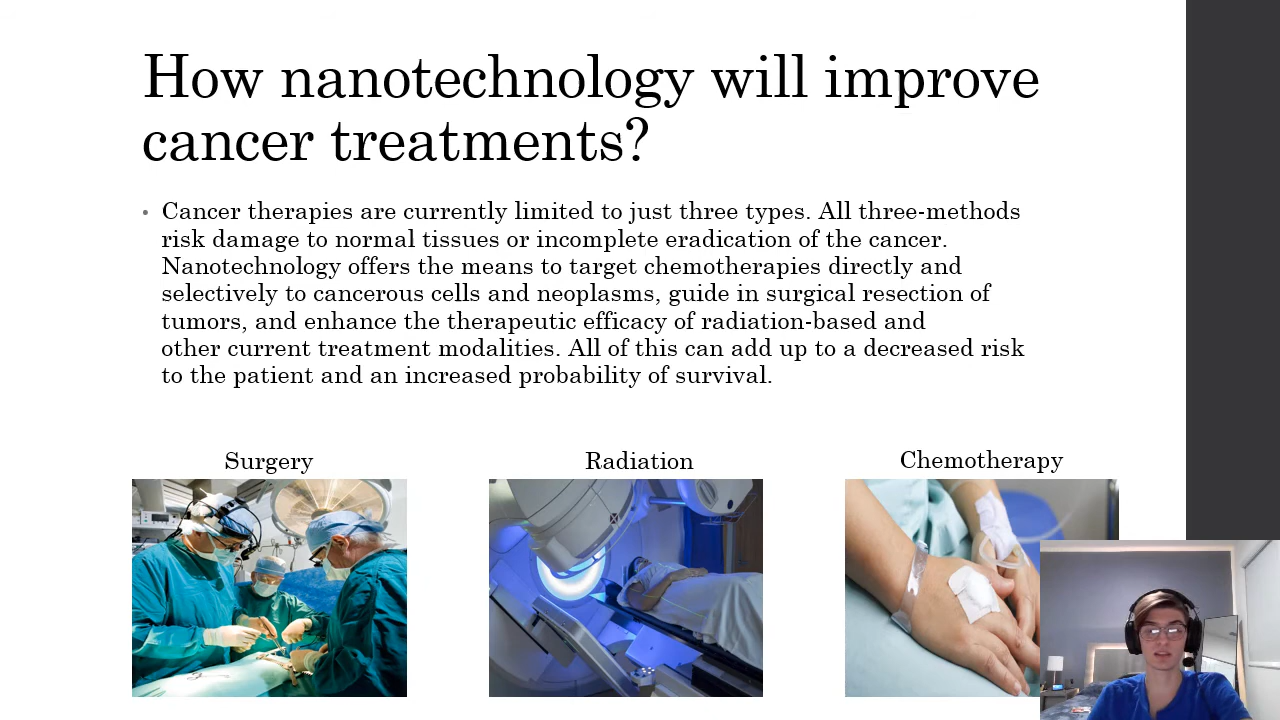 How nanotechnology will improve
cancer treatments?
• Cancer therapies are currently limited to just three types. All three-methods
risk damage to normal tissues or incomplete eradication of the cancer.
Nanotechnology offers the means to target chemotherapies directly and
selectively to cancerous cells and neoplasms, guide in surgical resection of
tumors, and enhance the therapeutic efficacy of radiation-based and
other current treatment modalities. All of this can add up to a decreased risk
to the patient and an increased probability of survival.
Surgery
Radiation
Chemotherapy